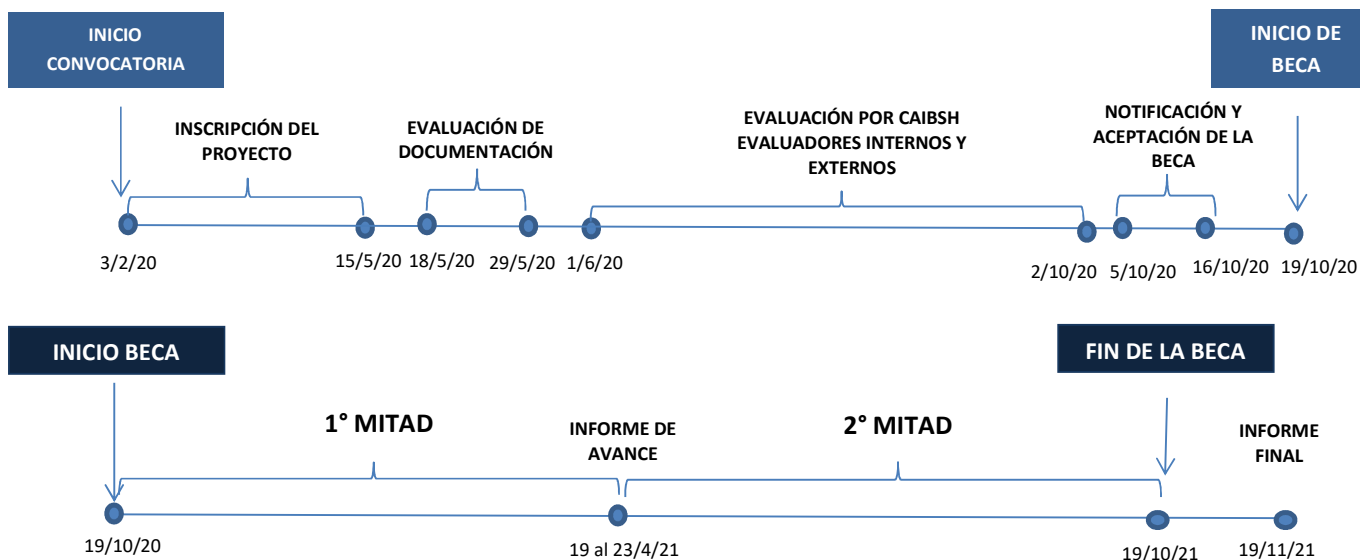 INICIO
CONVOCATORIA
INICIO DE
BECA
INSCRIPCIÓN DEL
PROYECTO
EVALUACIÓN DE
DOCUMENTACIÓN
EVALUACIÓN POR CAIBSH
EVALUADORES INTERNOS Y
EXTERNOS
NOTIFICACIÓN Y
ACEPTACIÓN DE LA
BECA
3/2/20
15/5/20
18/5/20
29/5/20
1/6/20
2/10/20
5/10/20
16/10/20
19/10/20
INICIO BECA
FIN DE LA BECA
1° MITAD
INFORME DE
AVANCE
2° MITAD
INFORME
FINAL
19/10/20
19 al 23/4/21
19/10/21
19/11/21